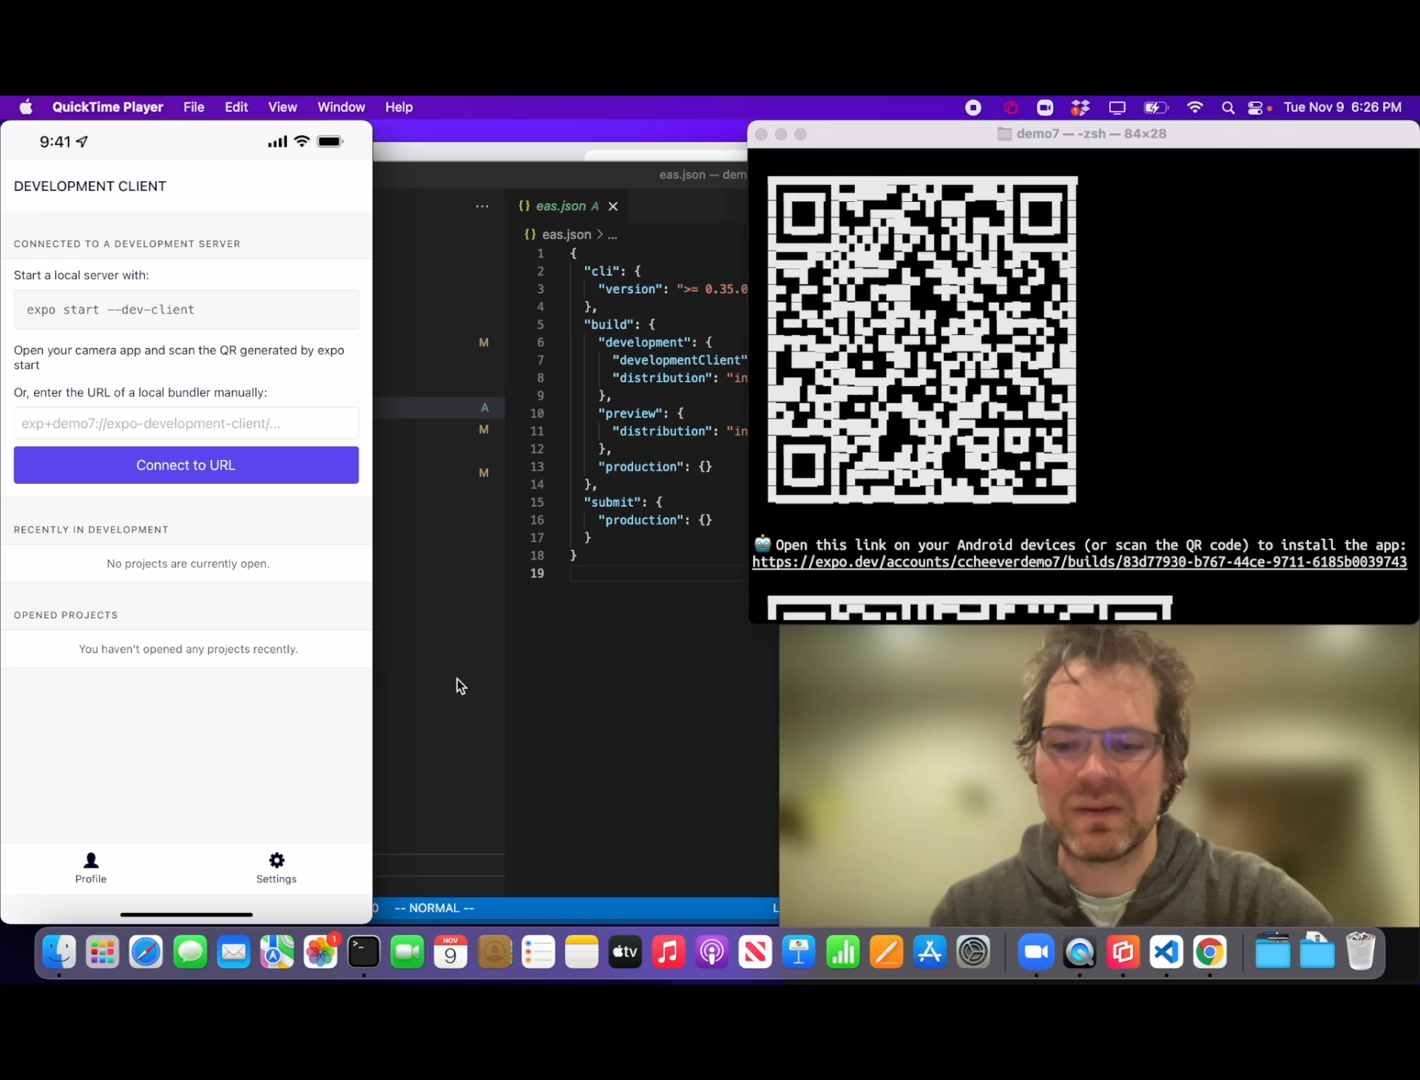 QuickTime Player File Edit View Window Help
Tue Nov 9 6:26 PM
9:41
DEVELOPMENT CLIENT
CONNECTED TO A DEVELOPMENT SERVER
Start a local server with:
expo start --dev-client
Open your camera app and scan the QR generated by expo
start
Or, enter the URL of a local bundler manually:
exp+demo7://expo-development-client/...
Connect to URL
RECENTLY IN DEVELOPMENT
No projects are currently open.
OPENED PROJECTS
You haven't opened any projects recently.
Profile
Settings
eas.json — dem
...
M
A
M
M
{} eas.json A
{} eas.json > ...
1 {
2 "cli": {
3 "version": ">= 0.35.0
4 },
5 "build": {
6 "development": {
7 "developmentClient"
8 "distribution": "in
9 },
10 "preview": {
11 "distribution": "in
12 },
13 "production": {}
14 },
15 "submit": {
16 "production": {}
17 }
18 }
19
-- NORMAL --
L
demo7 — -zsh — 84×28
Open this link on your Android devices (or scan the QR code) to install the app:
https://expo.dev/accounts/ccheeverdemo7/builds/83d77930-b767-44ce-9711-6185b0039743
1
NOV
9
tv